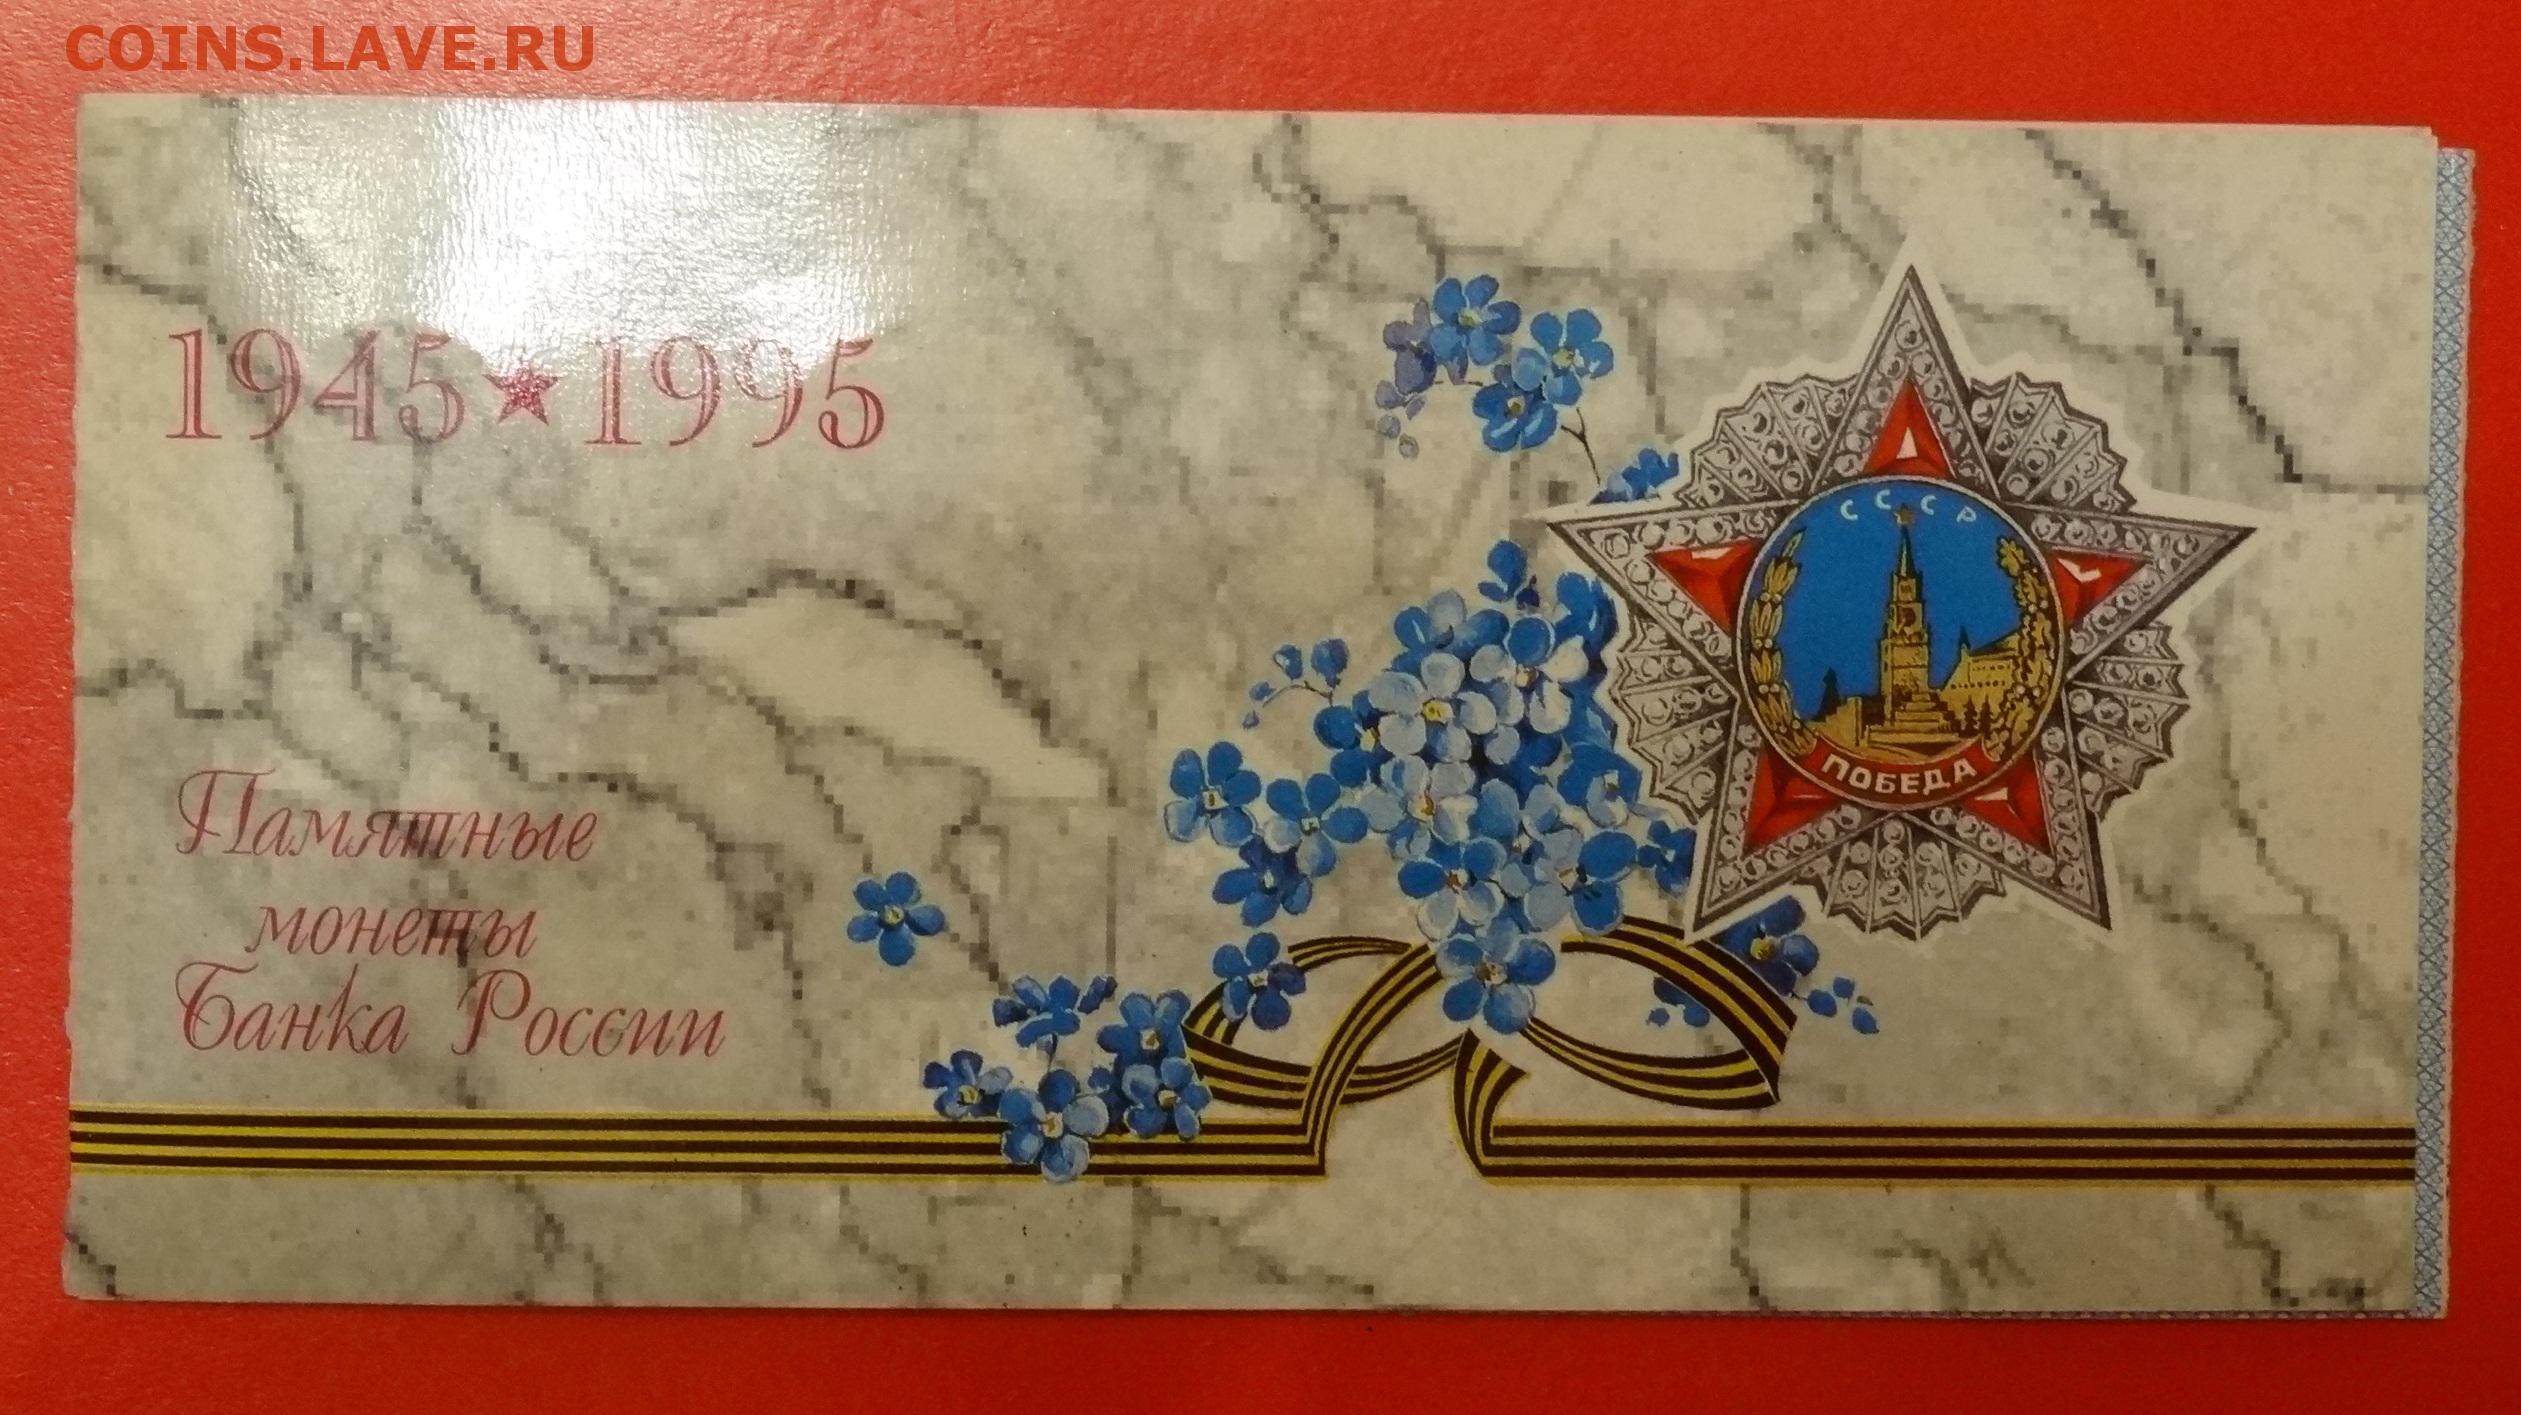 COINS.LAVE.RU
1945★1995
СССР
ПОБЕДА
Памятные
монеты
Банка России